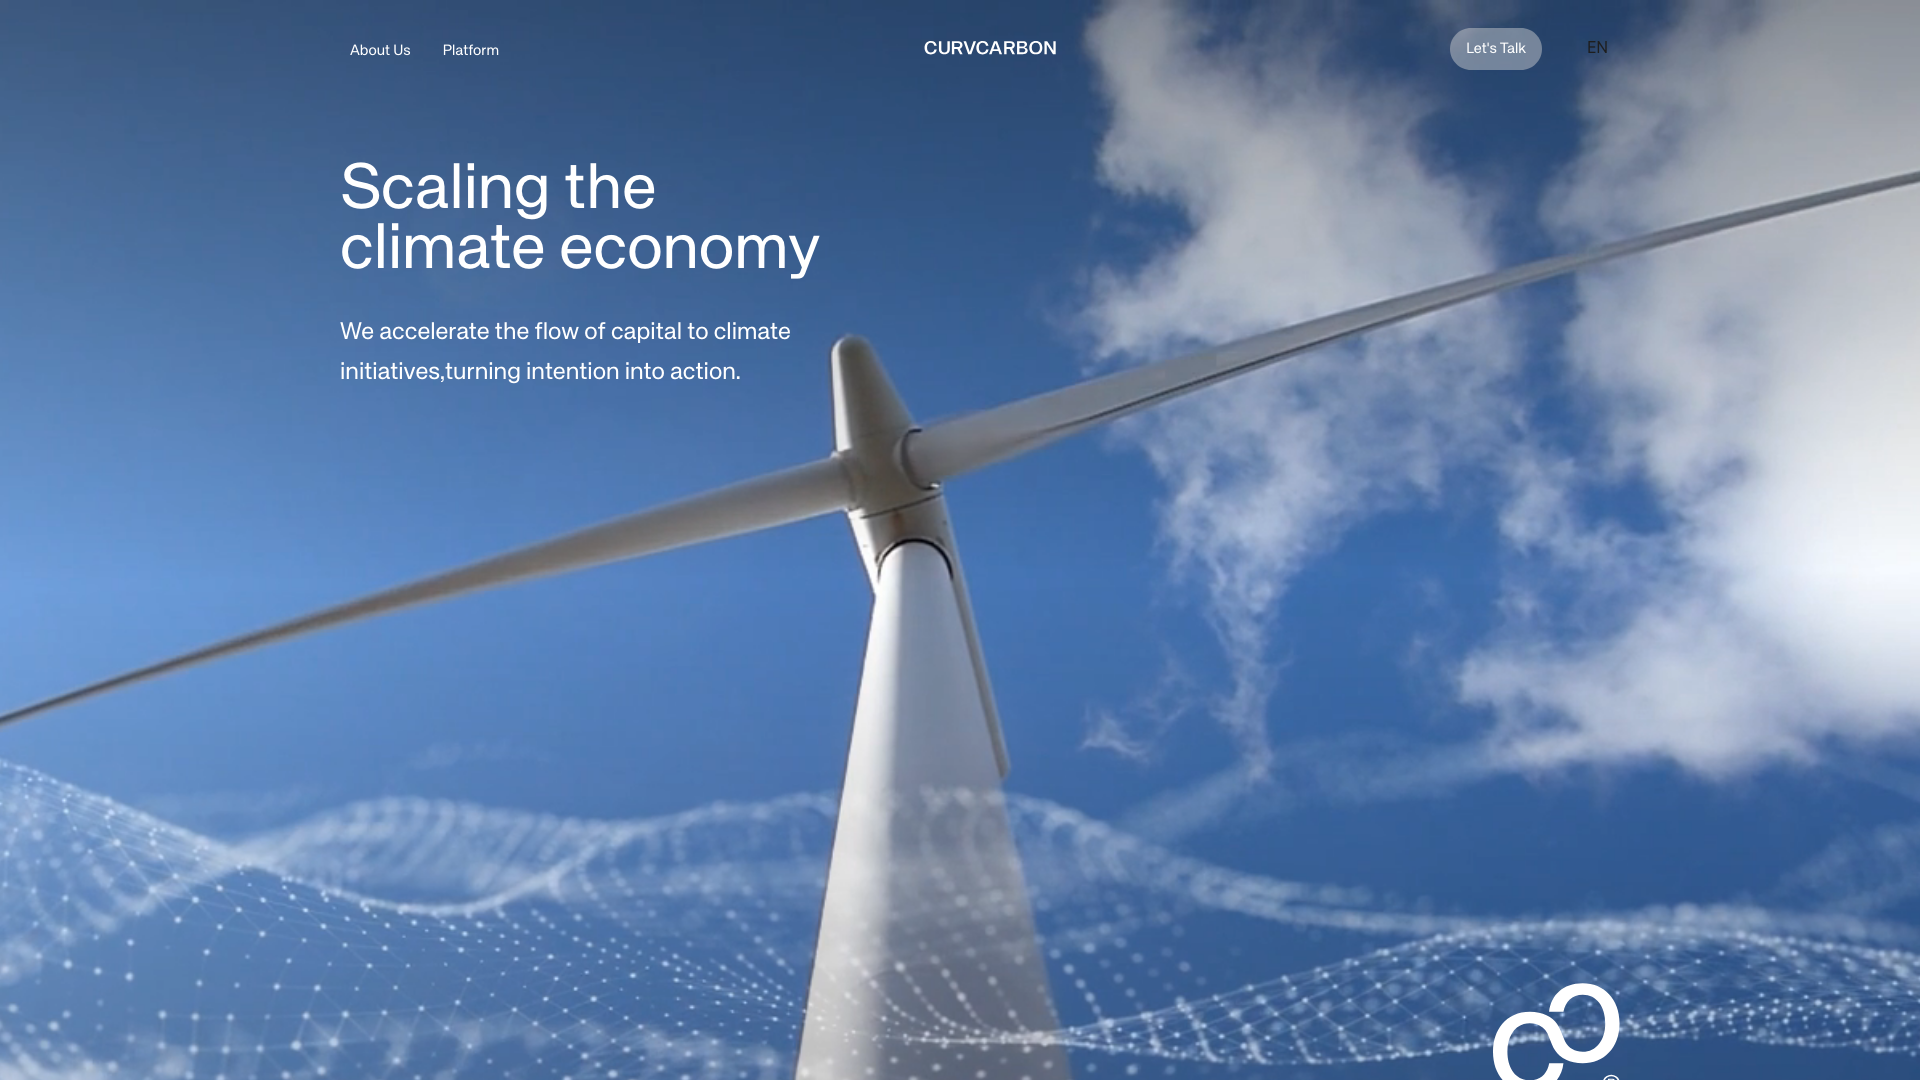 About Us
Platform
CURVCARBON
Let's Talk
EN
Scaling the
climate economy
We accelerate the flow of capital to climate
initiatives,turning intention into action.